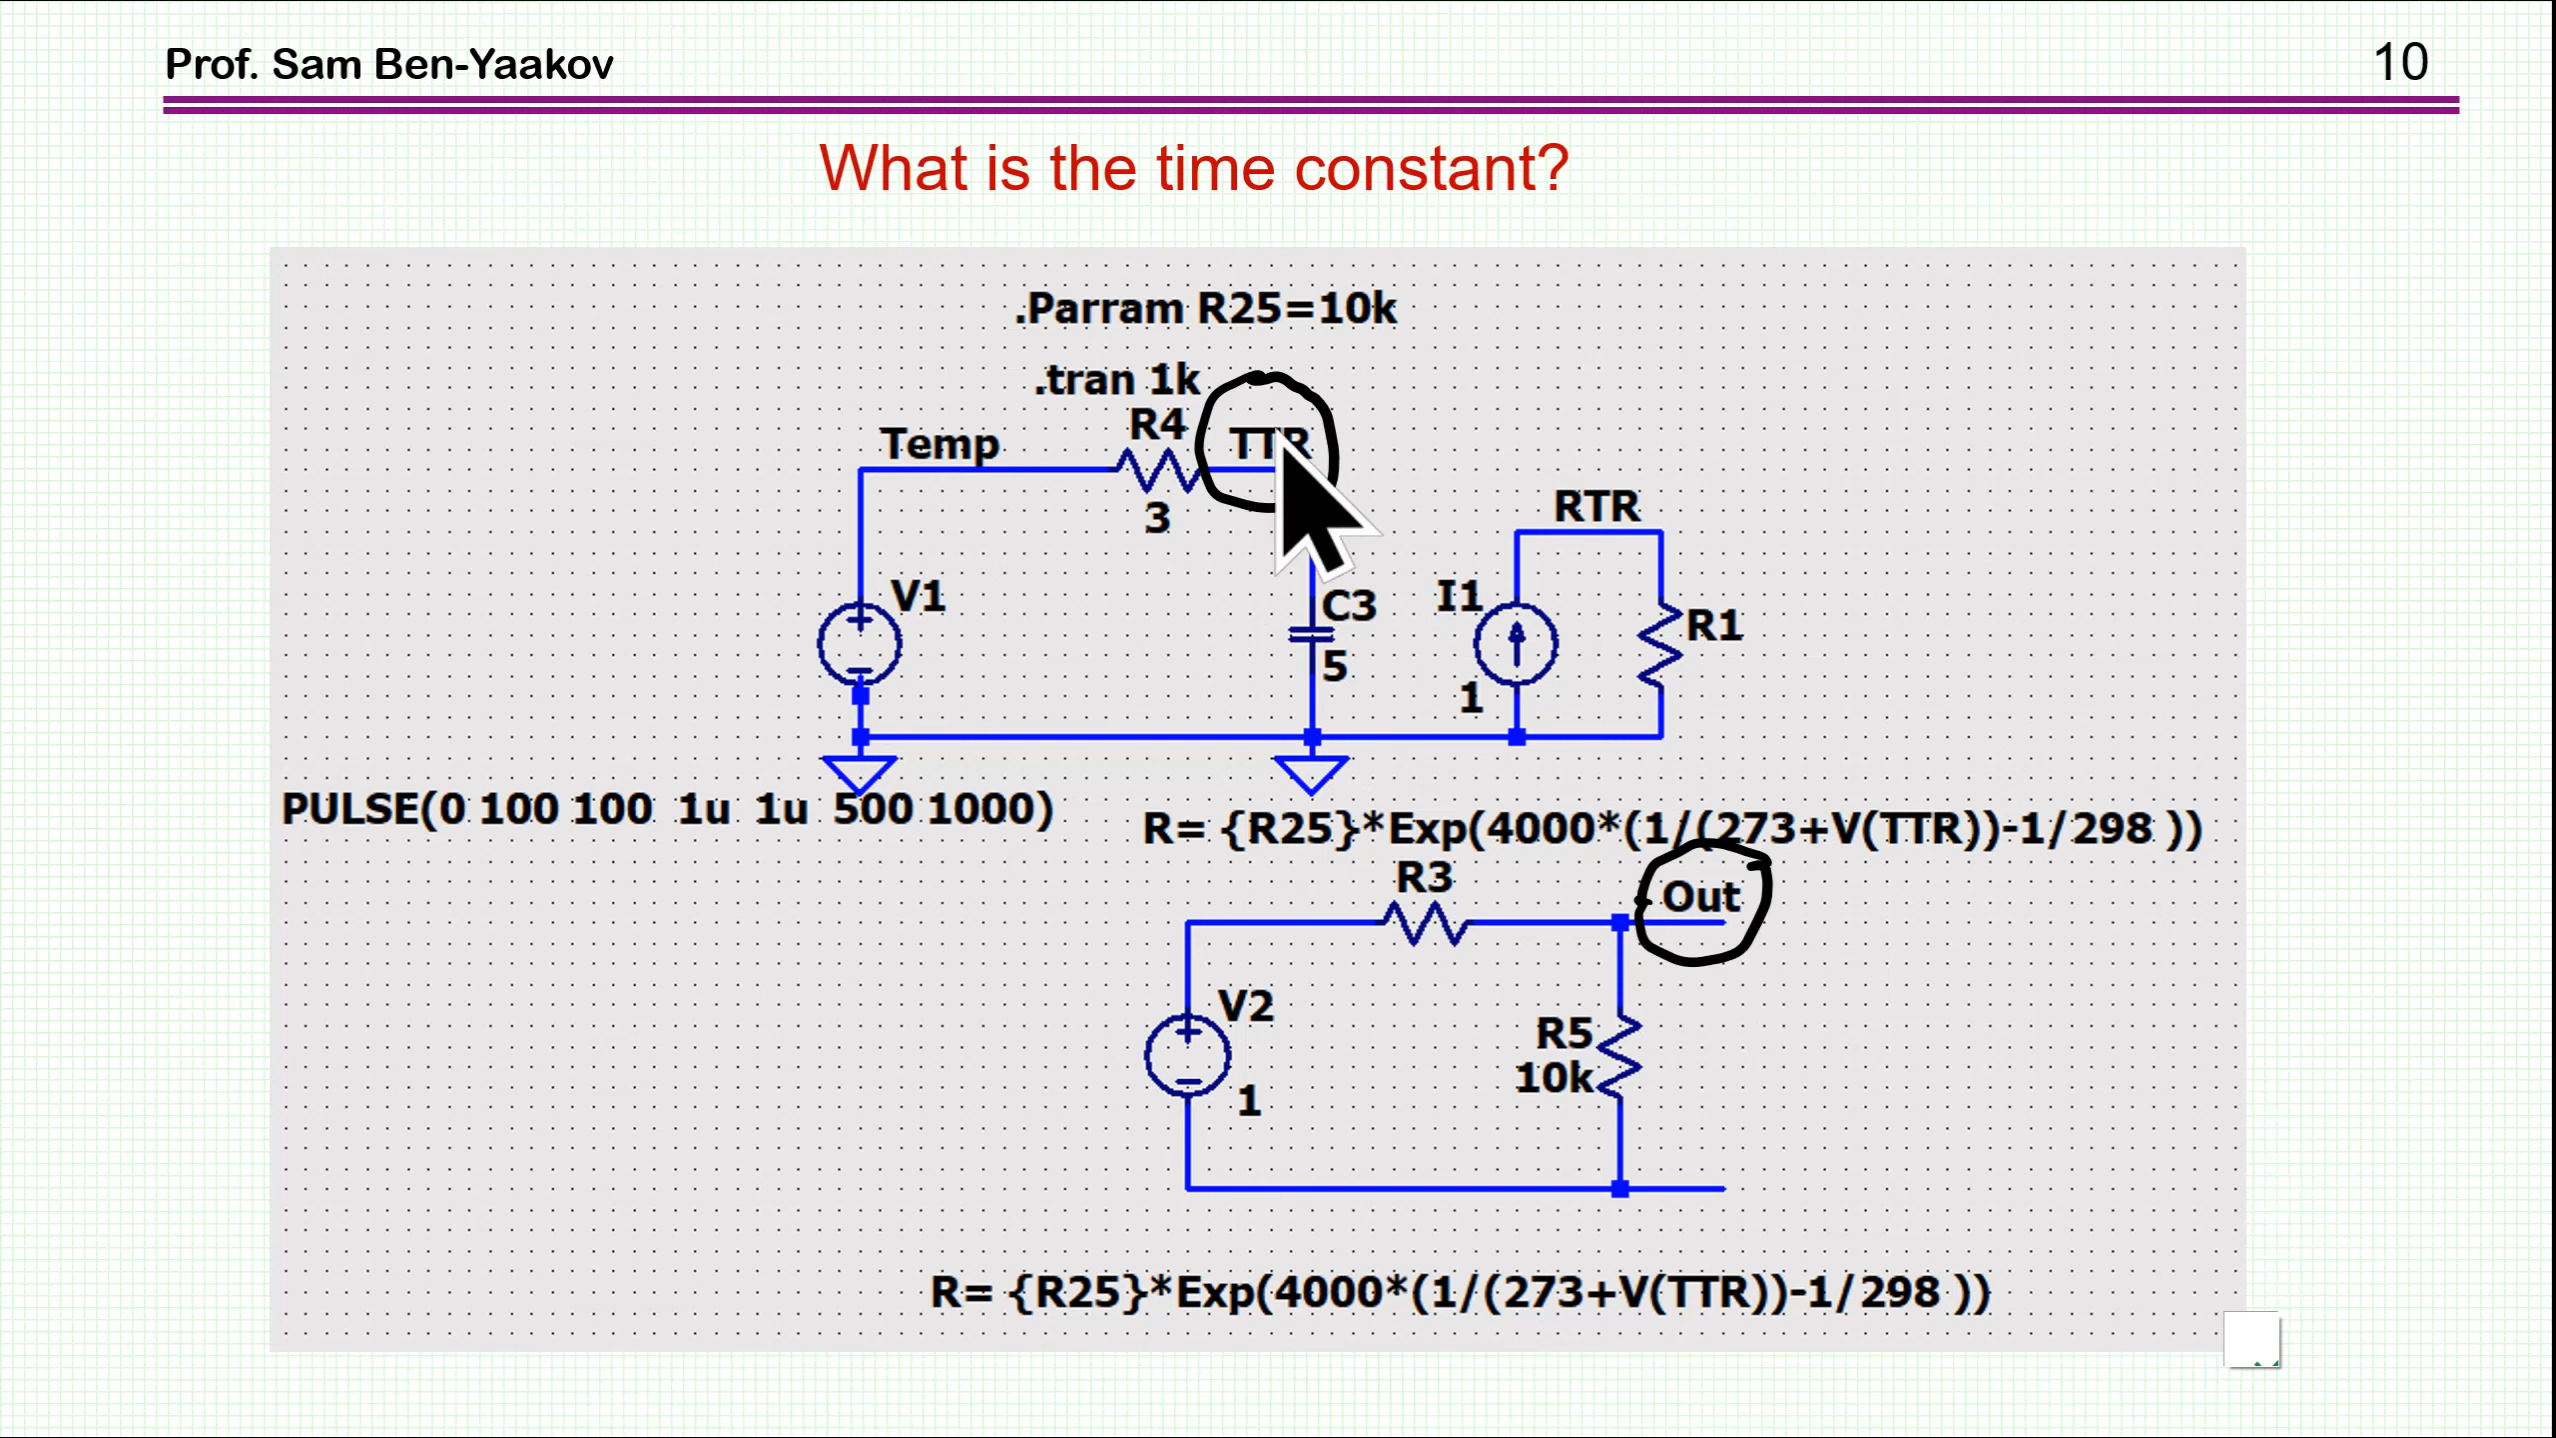 Prof. Sam Ben-Yaakov
10
What is the time constant?
.Parram R25=10k
.tran 1k
R4
TTR
Temp
3
RTR
V1
C3
I1
R1
5
1
PULSE(0 100 100 1u 1u 500 1000)
R= {R25}*Exp(4000*(1/(273+V(TTR))-1/298 ))
R3
Out
V2
R5
10k
1
R= {R25}*Exp(4000*(1/(273+V(TTR))-1/298 ))